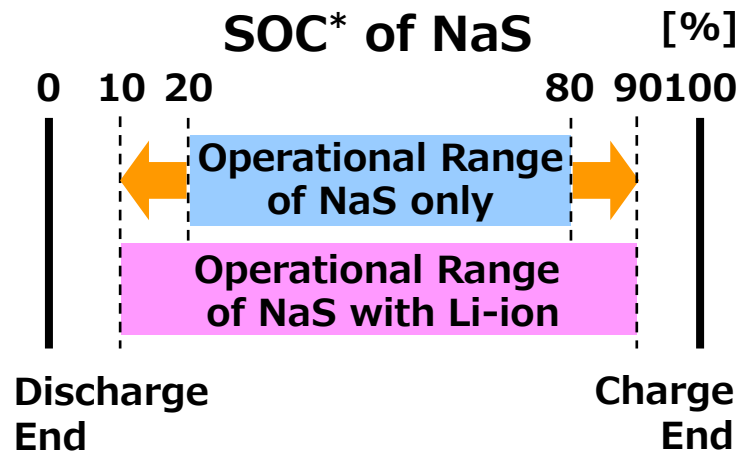 SOC* of NaS [%]
0 10 20 80 90 100
Operational Range
of NaS only
Operational Range
of NaS with Li-ion
Discharge
End
Charge
End